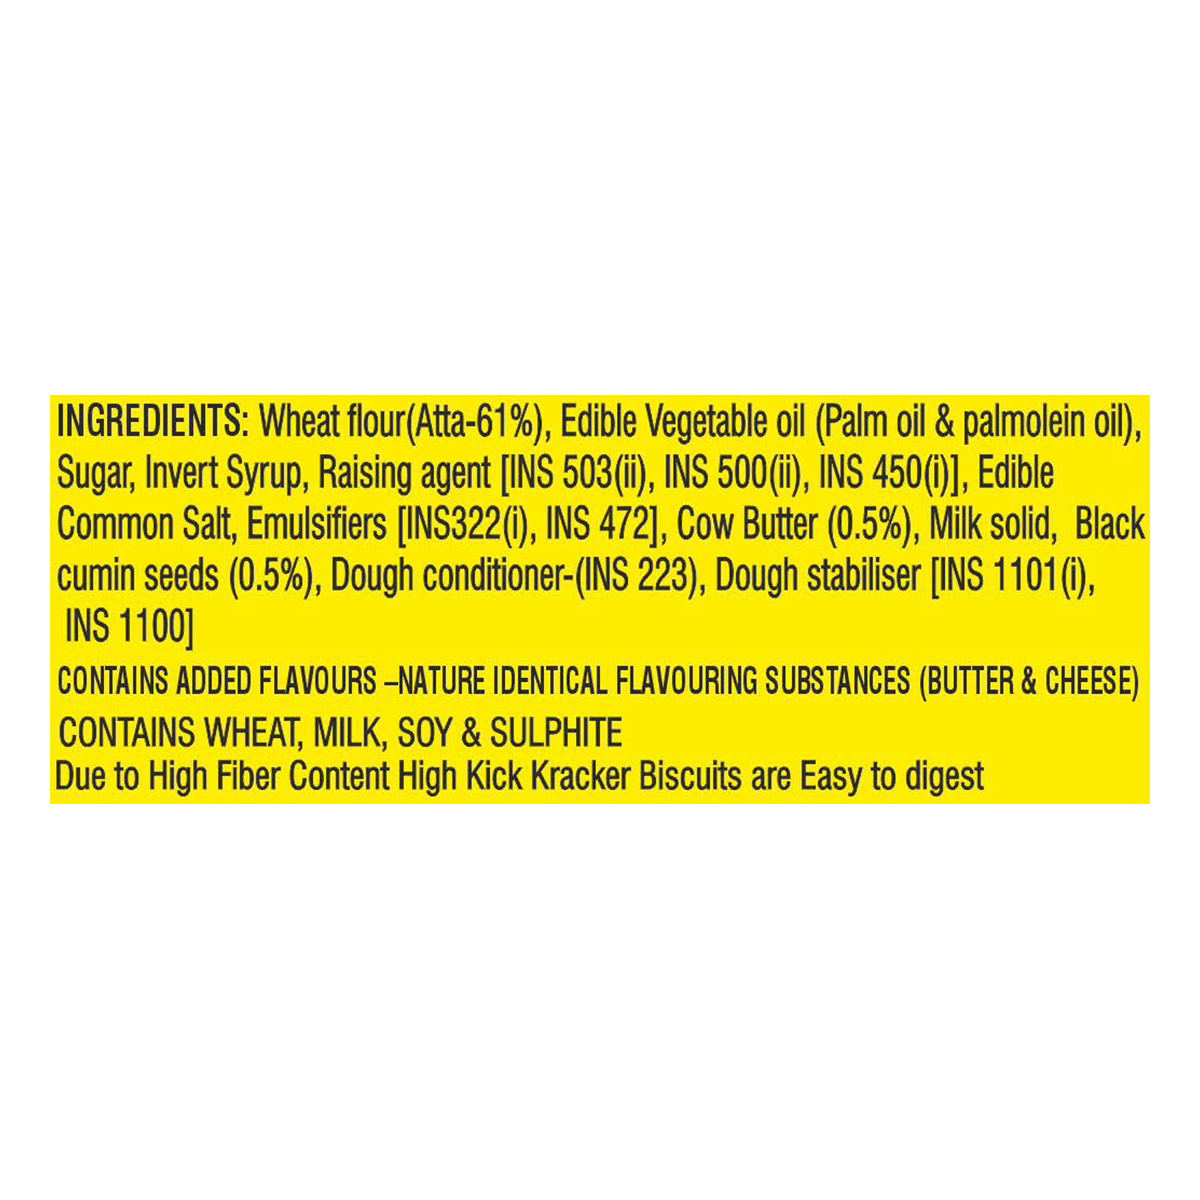 INGREDIENTS: Wheat flour(Atta-61%), Edible Vegetable oil (Palm oil & palmolein oil),
Sugar, Invert Syrup, Raising agent [INS 503(ii), INS 500(ii), INS 450(i)], Edible
Common Salt, Emulsifiers [INS322(i), INS 472], Cow Butter (0.5%), Milk solid, Black
cumin seeds (0.5%), Dough conditioner-(INS 223), Dough stabiliser [INS 1101(i),
INS 1100]
CONTAINS ADDED FLAVOURS –NATURE IDENTICAL FLAVOURING SUBSTANCES (BUTTER & CHEESE)
CONTAINS WHEAT, MILK, SOY & SULPHITE
Due to High Fiber Content High Kick Kracker Biscuits are Easy to digest